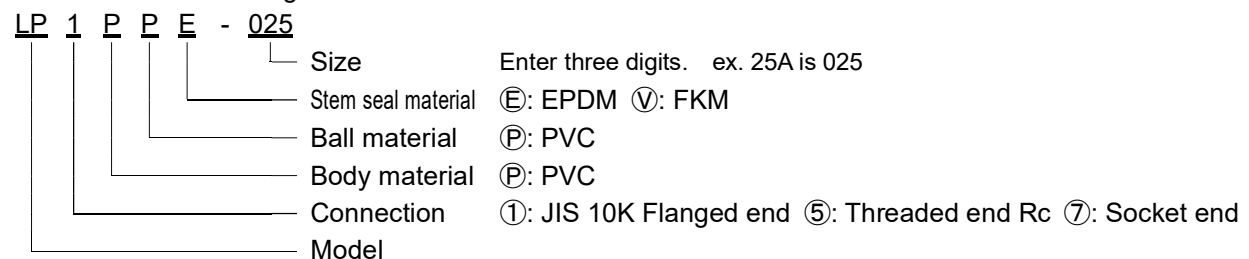 LP 1 P P E - 025
Size Enter three digits. ex. 25A is 025
Stem seal material Ⓔ: EPDM Ⓥ: FKM
Ball material Ⓟ: PVC
Body material Ⓟ: PVC
Connection ①: JIS 10K Flanged end ⑤: Threaded end Rc ⑦: Socket end
Model